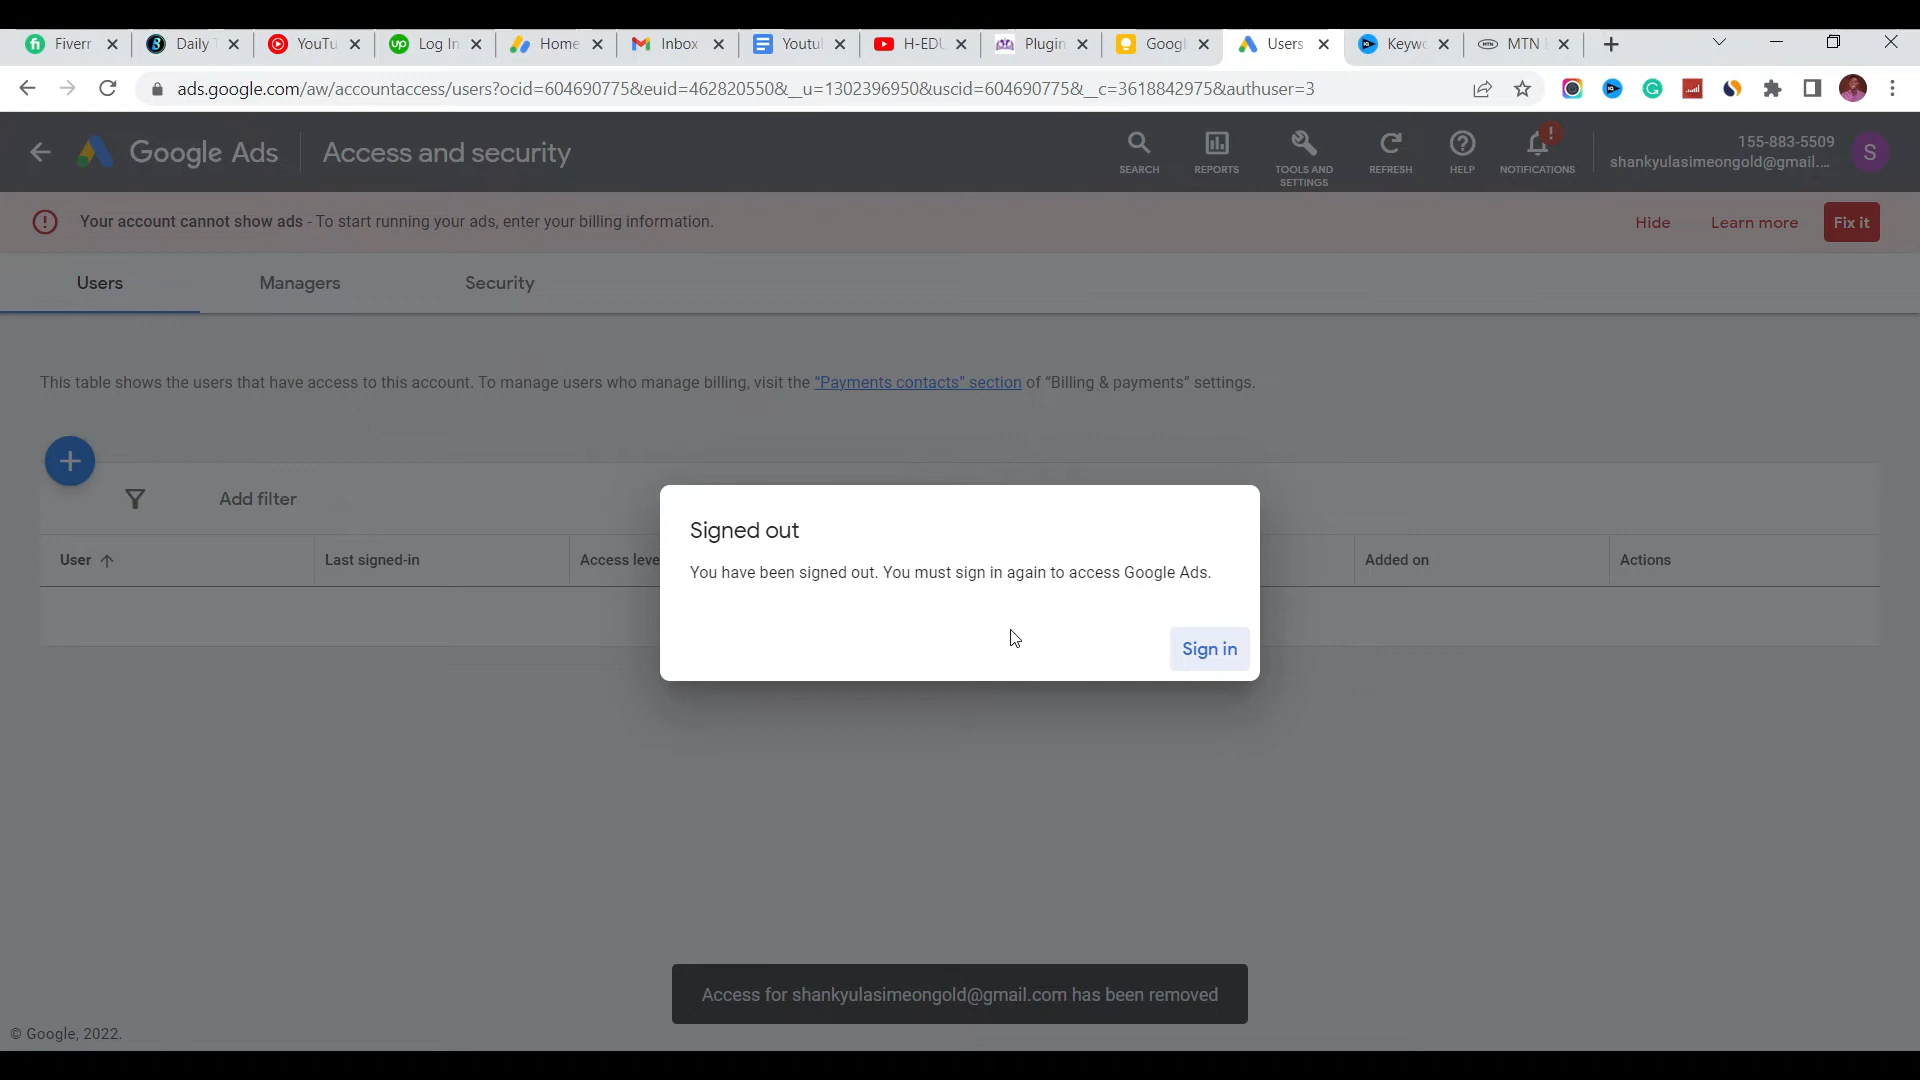 Fiverr
Daily
YouTu
Log In
Home
Inbox
Youtu
H-EDU
Plugin
Googl
Users
Keywo
MTN
ads.google.com/aw/accountaccess/users?ocid=604690775&euid=462820550&__u=1302396950&uscid=604690775&__c=3618842975&authuser=3
Google Ads
Access and security
SEARCH
REPORTS
TOOLS AND
SETTINGS
REFRESH
HELP
NOTIFICATIONS
155-883-5509
shankyulasimeongold@gmail....
S
Your account cannot show ads - To start running your ads, enter your billing information.
Hide
Learn more
Fix it
Users
Managers
Security
This table shows the users that have access to this account. To manage users who manage billing, visit the “Payments contacts” section of “Billing & payments” settings.
Add filter
User
Last signed-in
Access leve
Added on
Actions
Signed out
You have been signed out. You must sign in again to access Google Ads.
Sign in
Access for shankyulasimeongold@gmail.com has been removed
© Google, 2022.